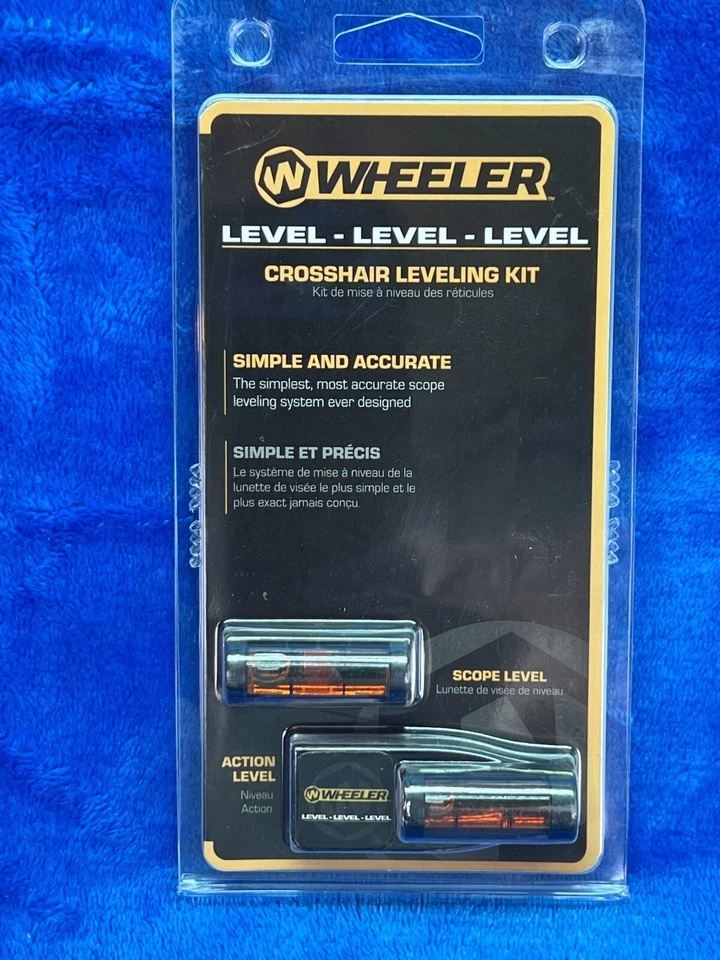 WHEELER
TM
LEVEL - LEVEL - LEVEL
CROSSHAIR LEVELING KIT
Kit de mise à niveau des réticules
SIMPLE AND ACCURATE
The simplest, most accurate scope
leveling system ever designed
SIMPLE ET PRÉCIS
Le système de mise à niveau de la
lunette de visée le plus simple et le
plus exact jamais conçu.
SCOPE LEVEL
Lunette de visée de niveau
ACTION
LEVEL
Niveau
Action
WHEELER
LEVEL-LEVEL-LEVEL